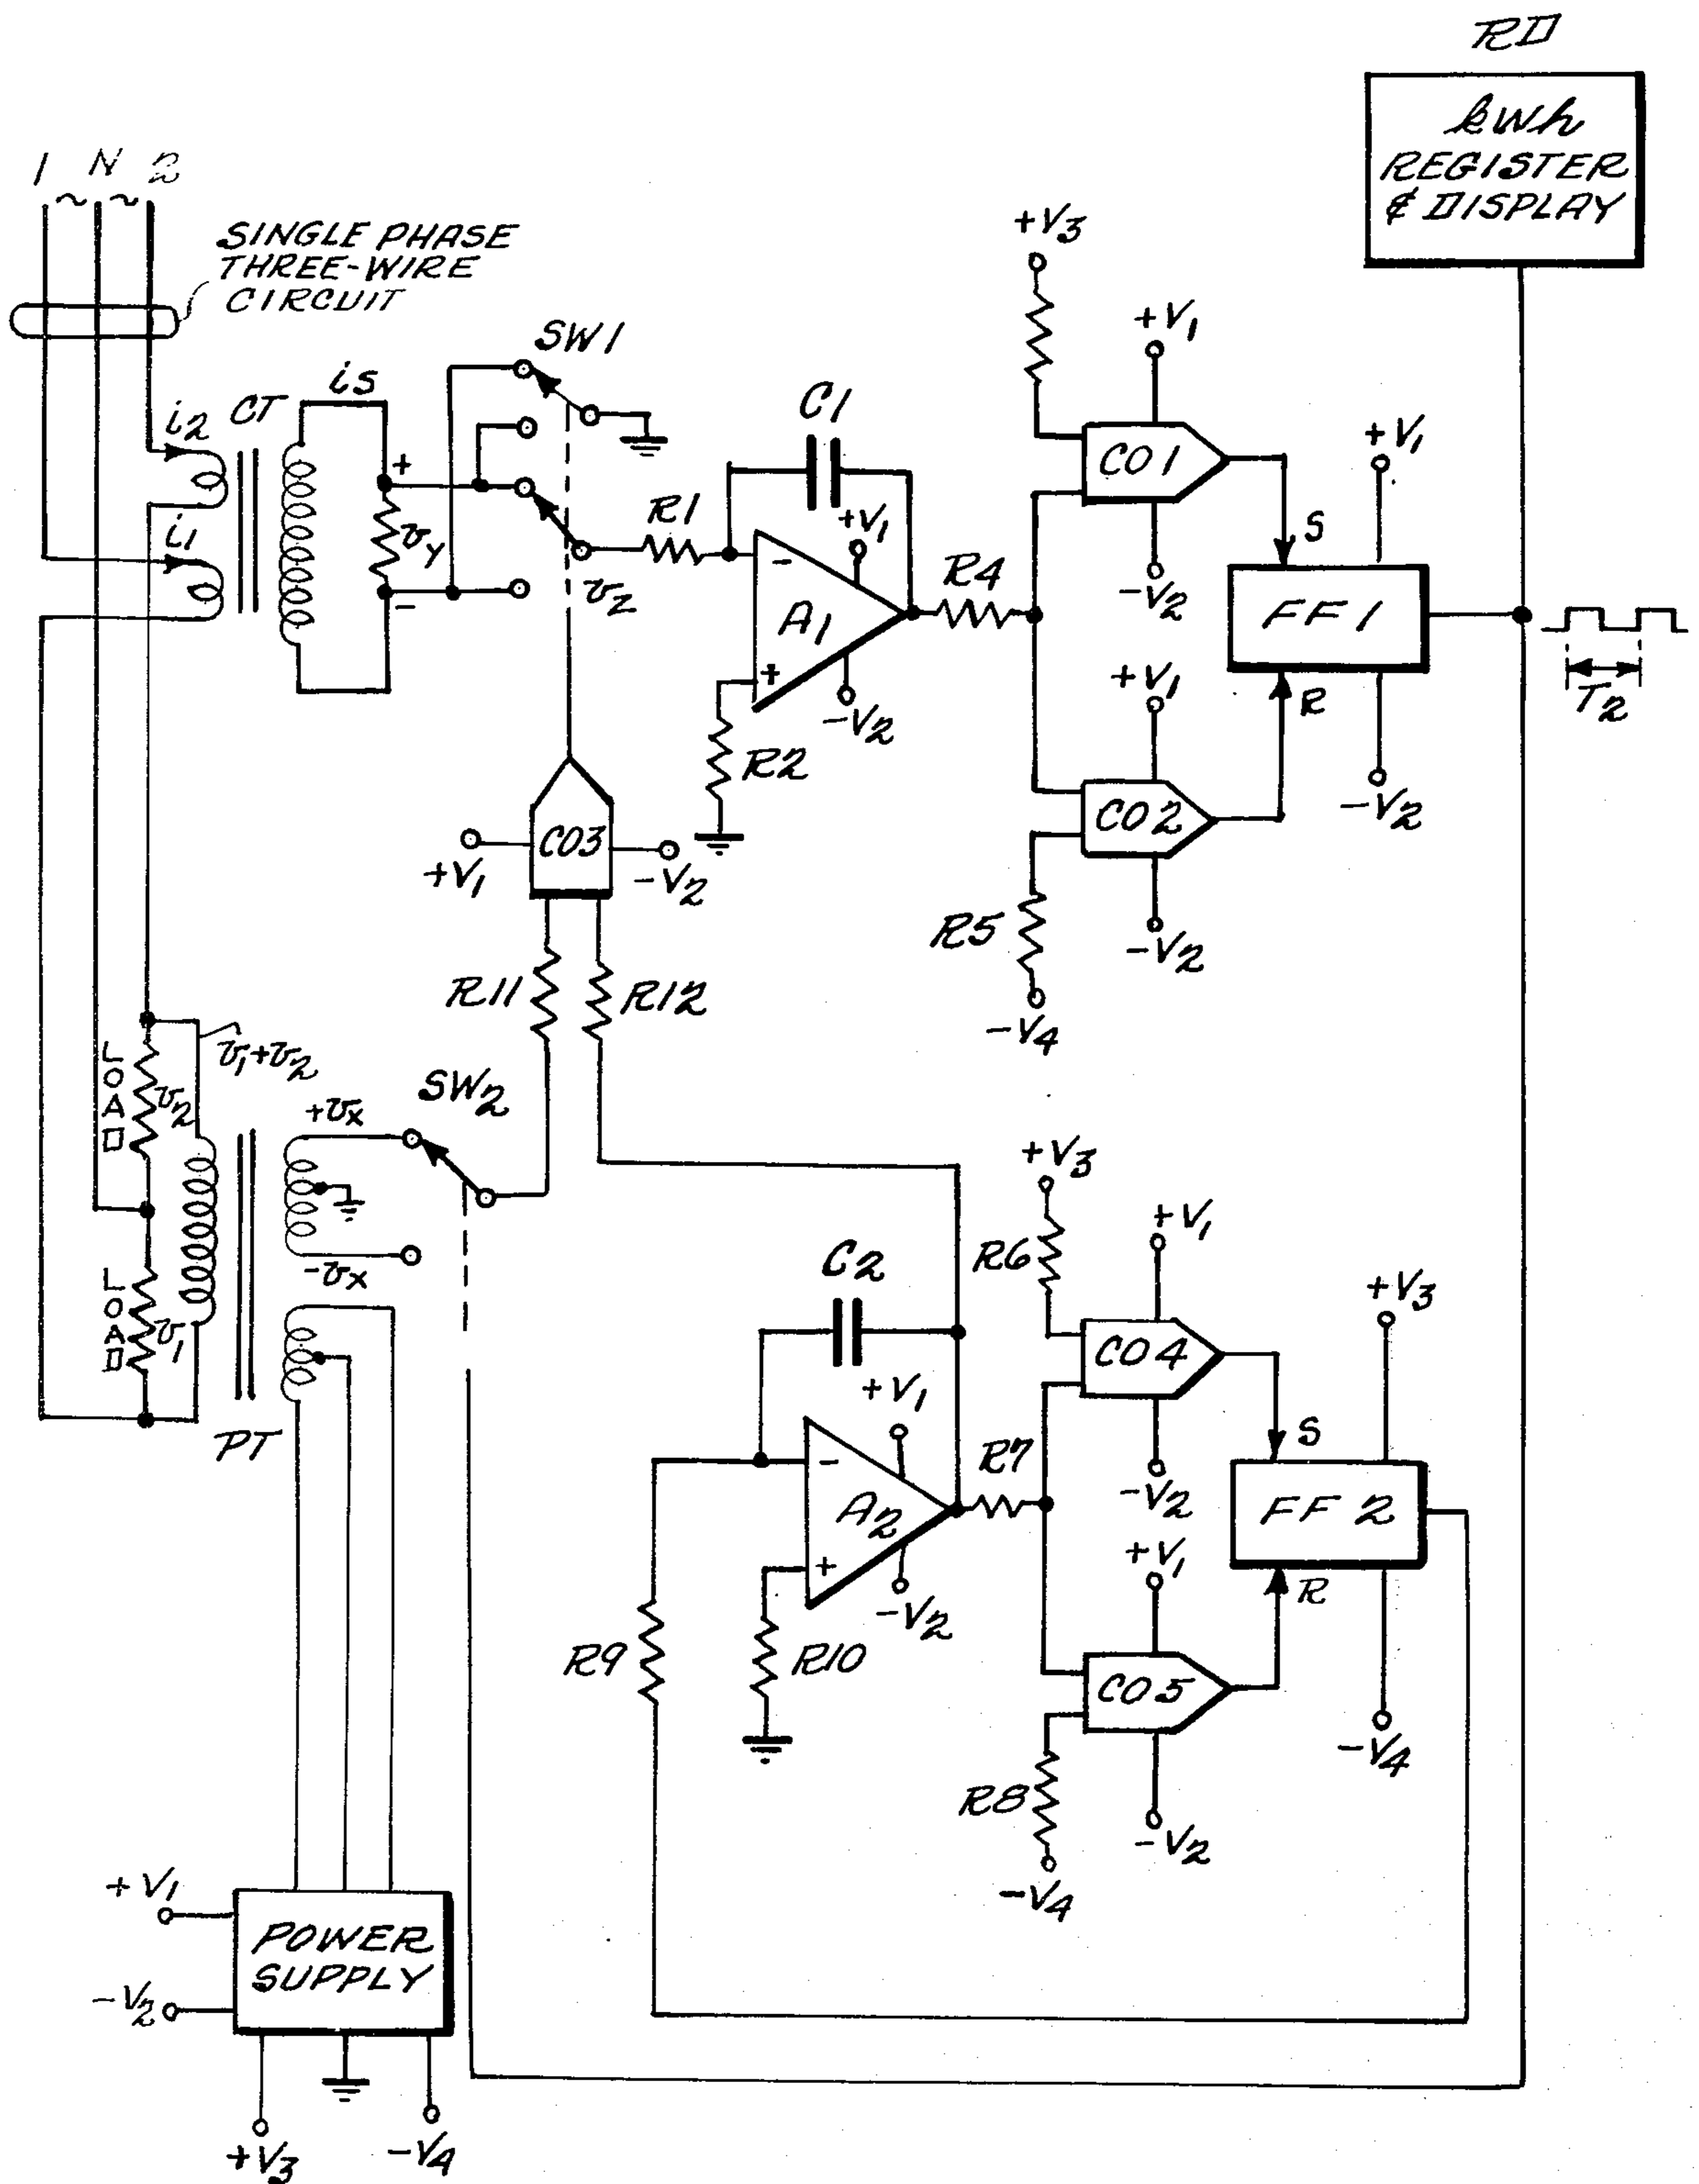 RD
kwh
REGISTER
& DISPLAY
1 N 2
~ ~
SINGLE PHASE
THREE-WIRE
CIRCUIT
i2
CT
iS
i1
+
vy
-
SW1
vz
R1
C1
+V1
-
A1
+
-V2
R2
R4
+V3
+V1
CO1
-V2
S
+V1
FF1
R
-V2
T2
+V1
CO2
-V2
R5
-V4
+V1
CO3
-V2
R11
R12
v1+v2
LOAD
v2
LOAD
v1
+vx
-vx
SW2
PT
C2
+V1
-
A2
+
-V2
R9
R10
R7
+V3
R6
+V1
CO4
-V2
S
+V3
FF2
R
-V4
+V1
CO5
-V2
R8
-V4
+V1
-V2
POWER
SUPPLY
+V3
-V4